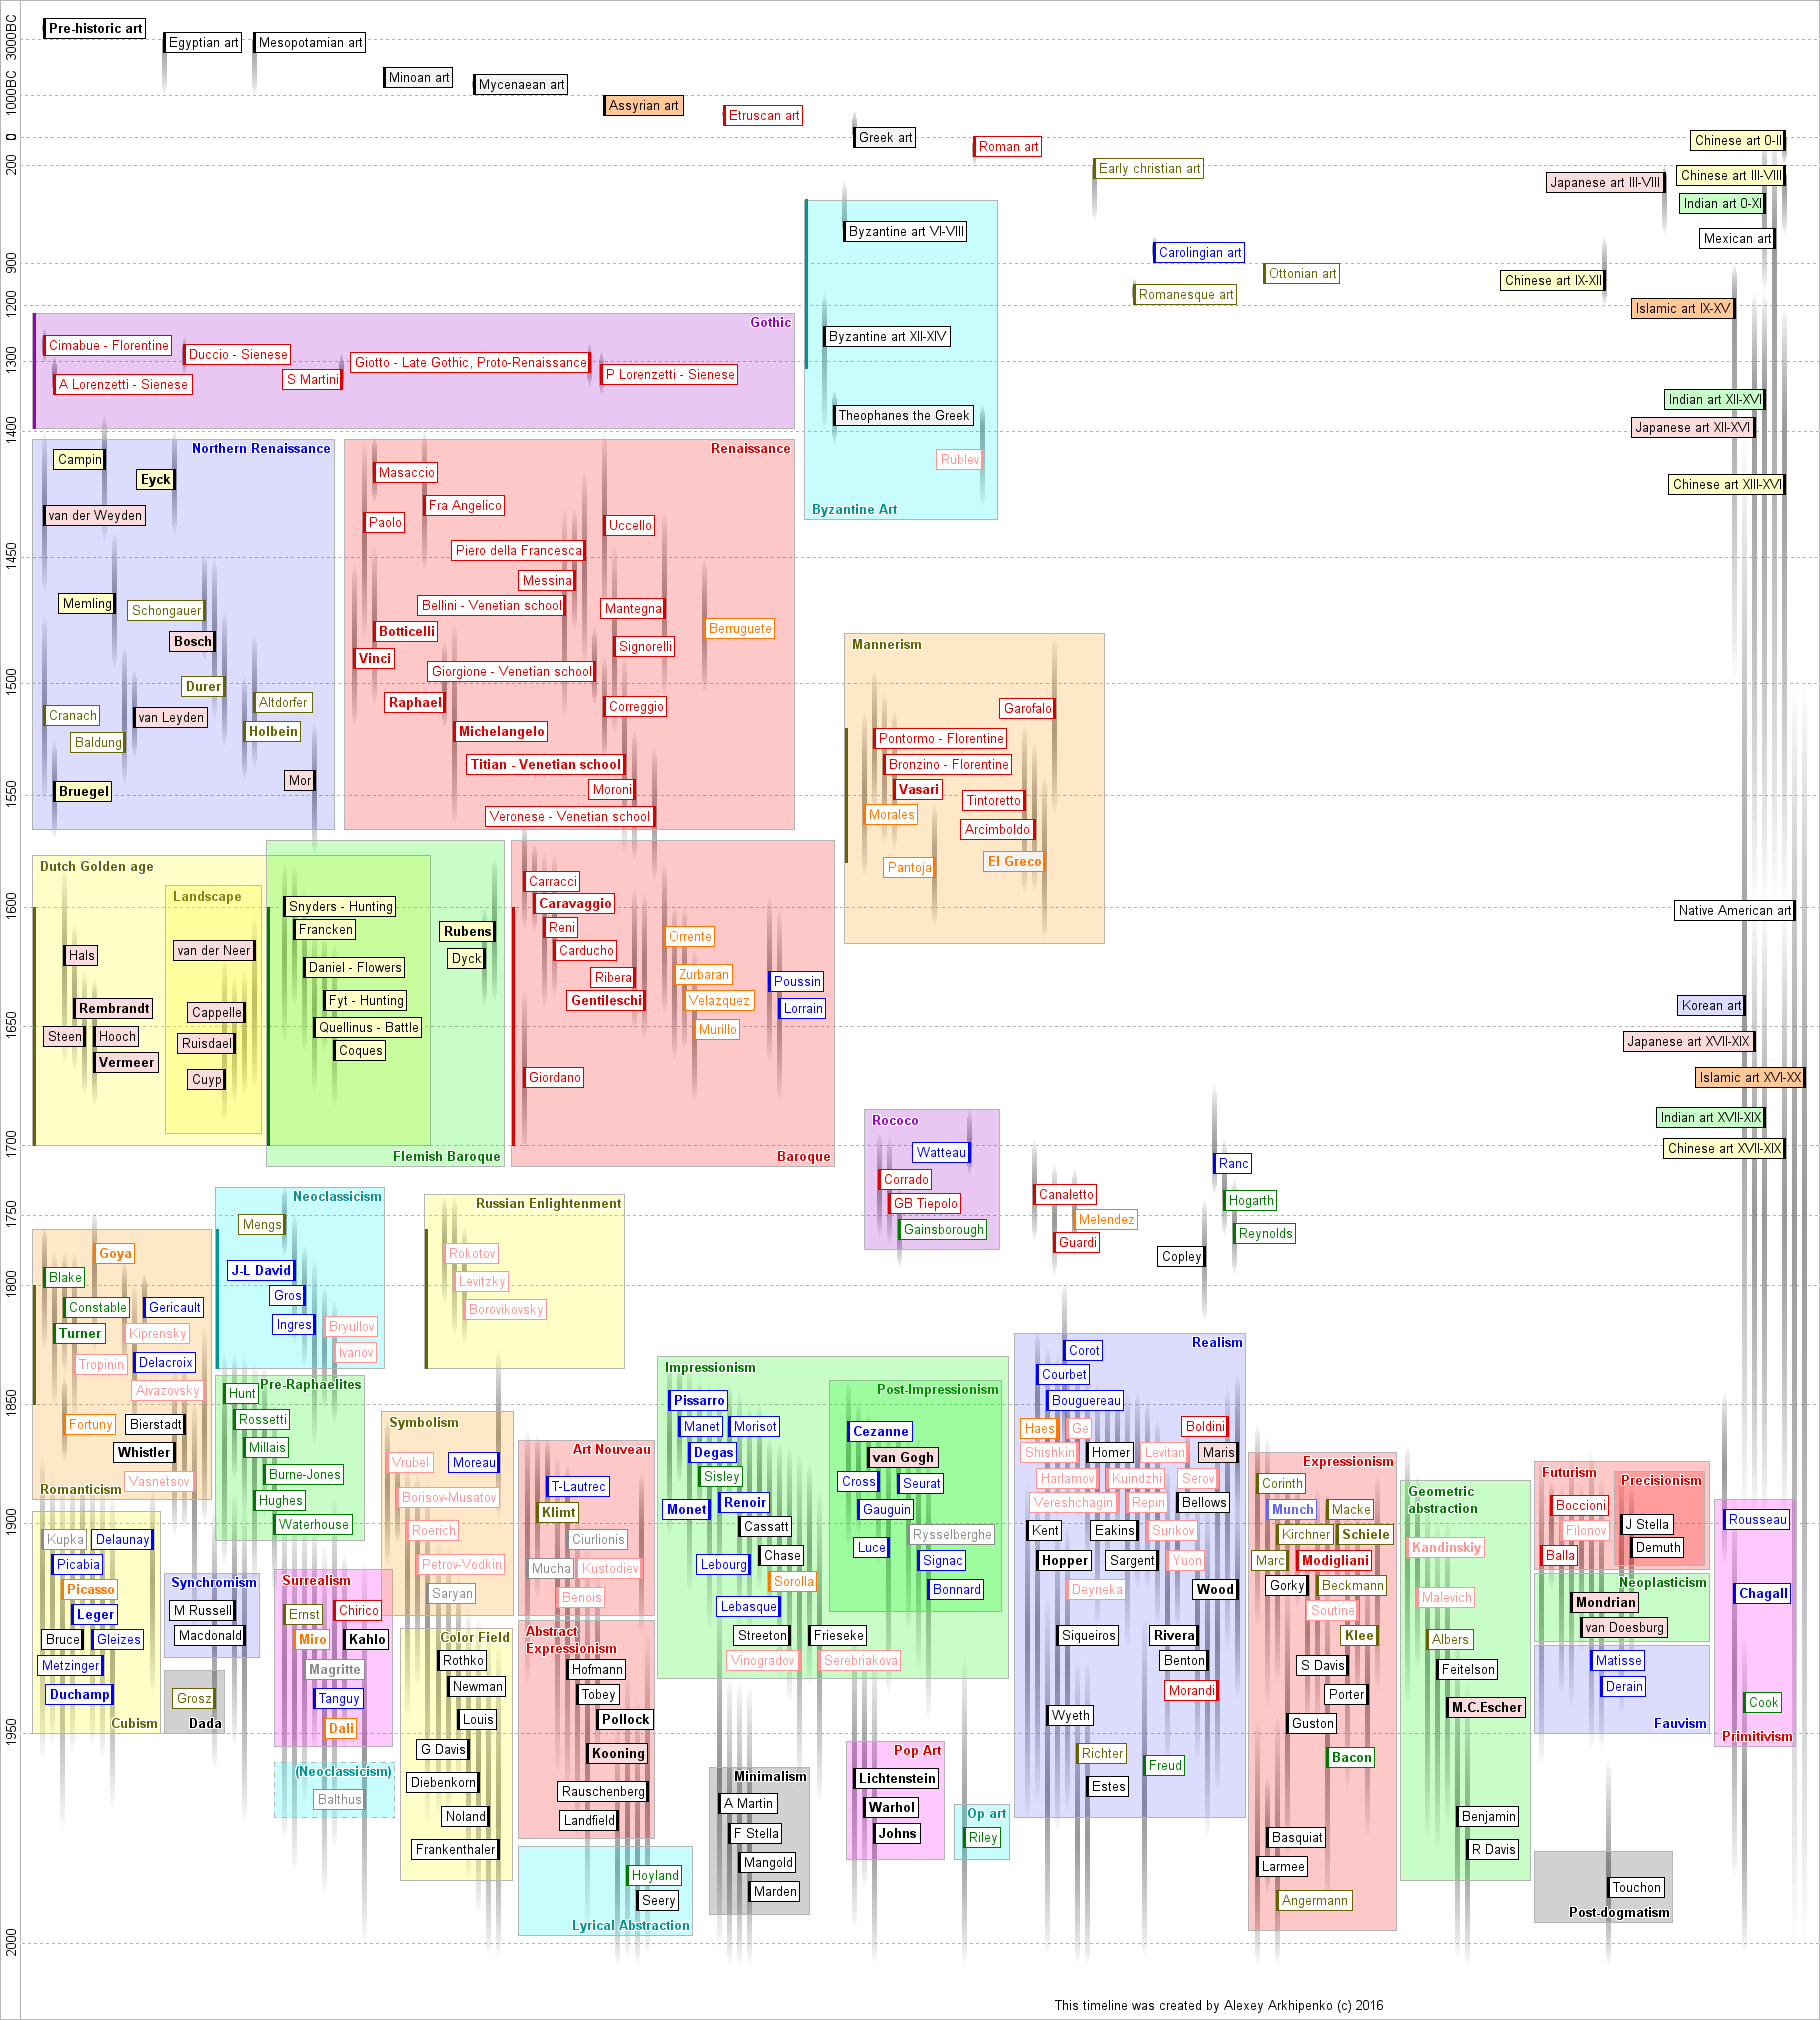 3000BC
1000BC
0
200
900
1200
1300
1400
1450
1500
1550
1600
1650
1700
1750
1800
1850
1900
1950
2000
Pre-historic art
Egyptian art
Mesopotamian art
Minoan art
Mycenaean art
Assyrian art
Etruscan art
Greek art
Roman art
Early christian art
Carolingian art
Ottonian art
Romanesque art
Chinese art 0-II
Chinese art III-VIII
Japanese art III-VIII
Indian art 0-XI
Mexican art
Chinese art IX-XII
Islamic art IX-XV
Indian art XII-XVI
Japanese art XII-XVI
Chinese art XIII-XVI
Native American art
Korean art
Japanese art XVII-XIX
Islamic art XVI-XX
Indian art XVII-XIX
Chinese art XVII-XIX
Byzantine art VI-VIII
Byzantine art XII-XIV
Theophanes the Greek
Rublev
Byzantine Art
Gothic
Cimabue - Florentine
Duccio - Sienese
Giotto - Late Gothic, Proto-Renaissance
A Lorenzetti - Sienese
S Martini
P Lorenzetti - Sienese
Northern Renaissance
Campin
Eyck
van der Weyden
Memling
Schongauer
Bosch
Durer
Cranach
van Leyden
Altdorfer
Baldung
Holbein
Mor
Bruegel
Renaissance
Masaccio
Fra Angelico
Paolo
Uccello
Piero della Francesca
Messina
Bellini - Venetian school
Mantegna
Botticelli
Berruguete
Signorelli
Vinci
Giorgione - Venetian school
Raphael
Correggio
Michelangelo
Titian - Venetian school
Moroni
Veronese - Venetian school
Mannerism
Garofalo
Pontormo - Florentine
Bronzino - Florentine
Vasari
Tintoretto
Morales
Arcimboldo
El Greco
Pantoja
Dutch Golden age
Landscape
Hals
van der Neer
Rembrandt
Cappelle
Steen
Hooch
Ruisdael
Vermeer
Cuyp
Snyders - Hunting
Francken
Rubens
Dyck
Daniel - Flowers
Fyt - Hunting
Quellinus - Battle
Coques
Flemish Baroque
Carracci
Caravaggio
Reni
Orrente
Carducho
Ribera
Zurbaran
Poussin
Gentileschi
Velazquez
Lorrain
Murillo
Giordano
Baroque
Rococo
Watteau
Corrado
GB Tiepolo
Gainsborough
Canaletto
Melendez
Guardi
Ranc
Hogarth
Reynolds
Copley
Neoclassicism
Mengs
J-L David
Gros
Ingres
Bryullov
Ivanov
Russian Enlightenment
Rokotov
Levitzky
Borovikovsky
Goya
Blake
Constable
Gericault
Turner
Kiprensky
Tropinin
Delacroix
Aivazovsky
Fortuny
Bierstadt
Whistler
Vasnetsov
Romanticism
Pre-Raphaelites
Hunt
Rossetti
Millais
Burne-Jones
Hughes
Waterhouse
Symbolism
Vrubel
Moreau
Borisov-Musatov
Roerich
Petrov-Vodkin
Saryan
Art Nouveau
T-Lautrec
Klimt
Ciurlionis
Mucha
Kustodiev
Benois
Impressionism
Pissarro
Manet
Morisot
Degas
Sisley
Monet
Renoir
Cassatt
Chase
Lebourg
Sorolla
Lebasque
Streeton
Frieseke
Vinogradov
Serebriakova
Post-Impressionism
Cezanne
van Gogh
Cross
Seurat
Gauguin
Rysselberghe
Luce
Signac
Bonnard
Realism
Corot
Courbet
Bouguereau
Haes
Ge
Boldini
Shishkin
Homer
Levitan
Maris
Harlamov
Kuindzhi
Serov
Vereshchagin
Repin
Bellows
Kent
Eakins
Surikov
Hopper
Sargent
Yuon
Deyneka
Wood
Siqueiros
Rivera
Benton
Morandi
Wyeth
Richter
Freud
Estes
Expressionism
Corinth
Munch
Macke
Kirchner
Schiele
Marc
Modigliani
Gorky
Beckmann
Soutine
Klee
S Davis
Porter
Guston
Bacon
Basquiat
Larmee
Angermann
Geometric
abstraction
Kandinskiy
Malevich
Albers
Feitelson
M.C.Escher
Benjamin
R Davis
Futurism
Precisionism
Boccioni
J Stella
Filonov
Demuth
Balla
Neoplasticism
Mondrian
van Doesburg
Matisse
Derain
Fauvism
Rousseau
Chagall
Cook
Primitivism
Kupka
Delaunay
Picabia
Picasso
Leger
Bruce
Gleizes
Metzinger
Duchamp
Cubism
Synchromism
M Russell
Macdonald
Grosz
Dada
Surrealism
Ernst
Chirico
Miro
Kahlo
Magritte
Tanguy
Dali
(Neoclassicism)
Balthus
Color Field
Rothko
Newman
Louis
G Davis
Diebenkorn
Noland
Frankenthaler
Abstract
Expressionism
Hofmann
Tobey
Pollock
Kooning
Rauschenberg
Landfield
Hoyland
Seery
Lyrical Abstraction
Minimalism
A Martin
F Stella
Mangold
Marden
Pop Art
Lichtenstein
Warhol
Johns
Op art
Riley
Touchon
Post-dogmatism
This timeline was created by Alexey Arkhipenko (c) 2016